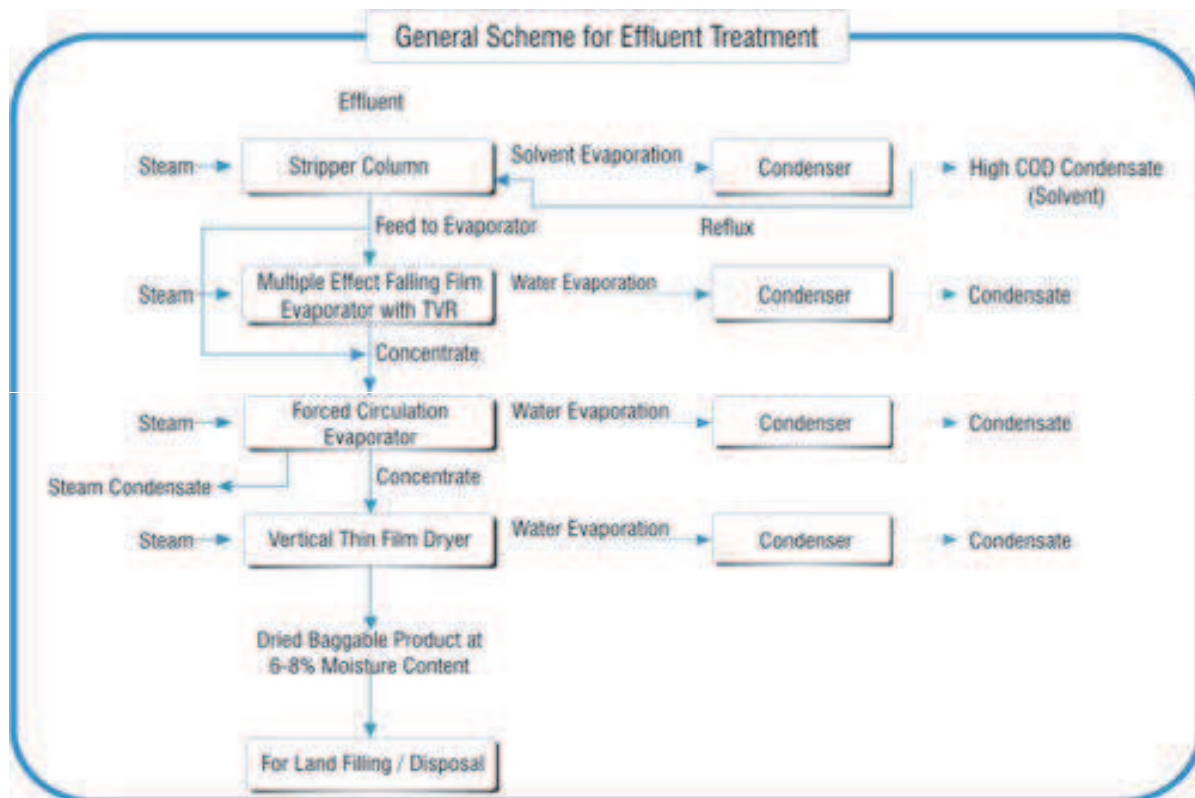 General Scheme for Effluent Treatment
Effluent
Steam
Stripper Column
Solvent Evaporation
Condenser
High COD Condensate
(Solvent)
Feed to Evaporator
Reflux
Steam
Multiple Effect Falling Film
Evaporator with TVR
Water Evaporation
Condenser
Condensate
Concentrate
Steam
Forced Circulation
Evaporator
Water Evaporation
Condenser
Condensate
Steam Condensate
Concentrate
Steam
Vertical Thin Film Dryer
Water Evaporation
Condenser
Condensate
Dried Baggable Product at
6-8% Moisture Content
For Land Filling / Disposal